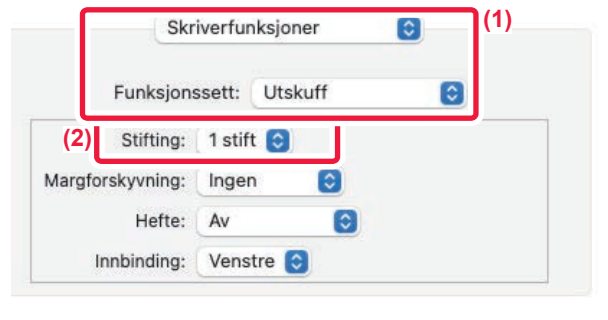 Skriverfunksjoner (1)
Funksjonssett: Utskuff
(2) Stifting: 1 stift
Margforskyvning: Ingen
Hefte: Av
Innbinding: Venstre